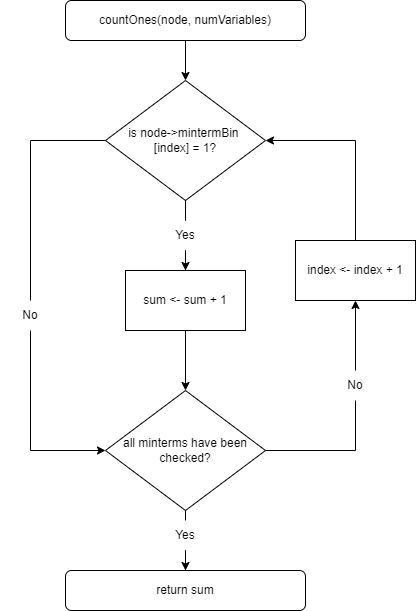 countOnes(node, numVariables)
is node->mintermBin
[index] = 1?
Yes
index <- index + 1
sum <- sum + 1
No
No
all minterms have been
checked?
Yes
return sum